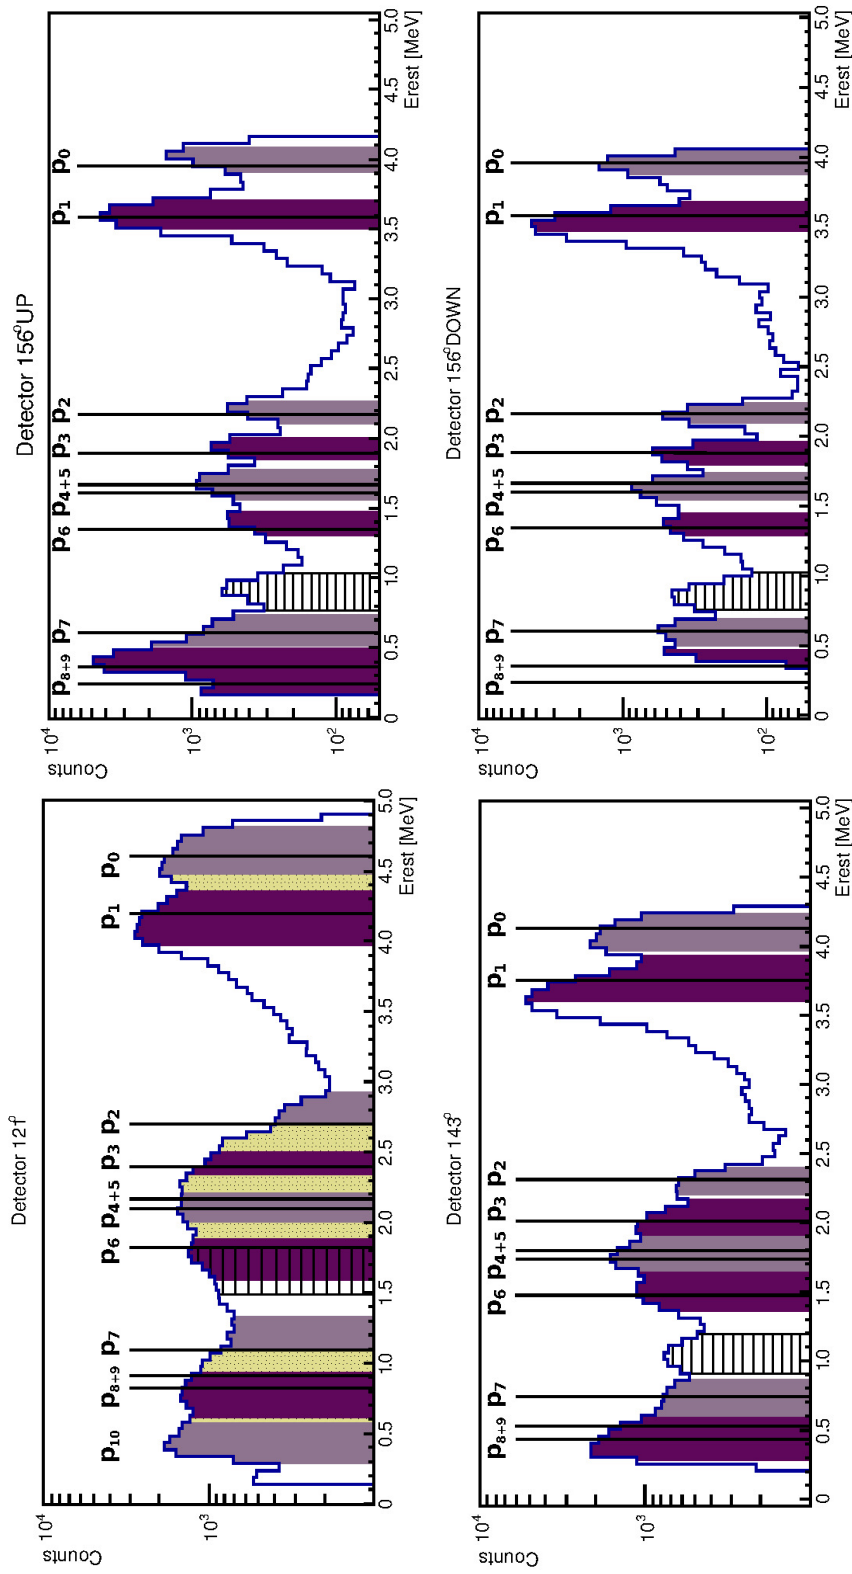 Detector 121⁰
Counts
10⁴
10³
p₁₀
p₈₊₉
p₇
p₆
p₄₊₅
p₃
p₂
p₁
p₀
0 0.5 1.0 1.5 2.0 2.5 3.0 3.5 4.0 4.5 5.0
Erest [MeV]
Detector 156⁰UP
Counts
10⁴
10³
10²
p₈₊₉
p₇
p₆
p₄₊₅
p₃
p₂
p₁
p₀
0 0.5 1.0 1.5 2.0 2.5 3.0 3.5 4.0 4.5 5.0
Erest [MeV]
Detector 143⁰
Counts
10⁴
10³
p₈₊₉
p₇
p₆
p₄₊₅
p₃
p₂
p₁
p₀
0 0.5 1.0 1.5 2.0 2.5 3.0 3.5 4.0 4.5 5.0
Erest [MeV]
Detector 156⁰DOWN
Counts
10⁴
10³
10²
p₈₊₉
p₇
p₆
p₄₊₅
p₃
p₂
p₁
p₀
0 0.5 1.0 1.5 2.0 2.5 3.0 3.5 4.0 4.5 5.0
Erest [MeV]